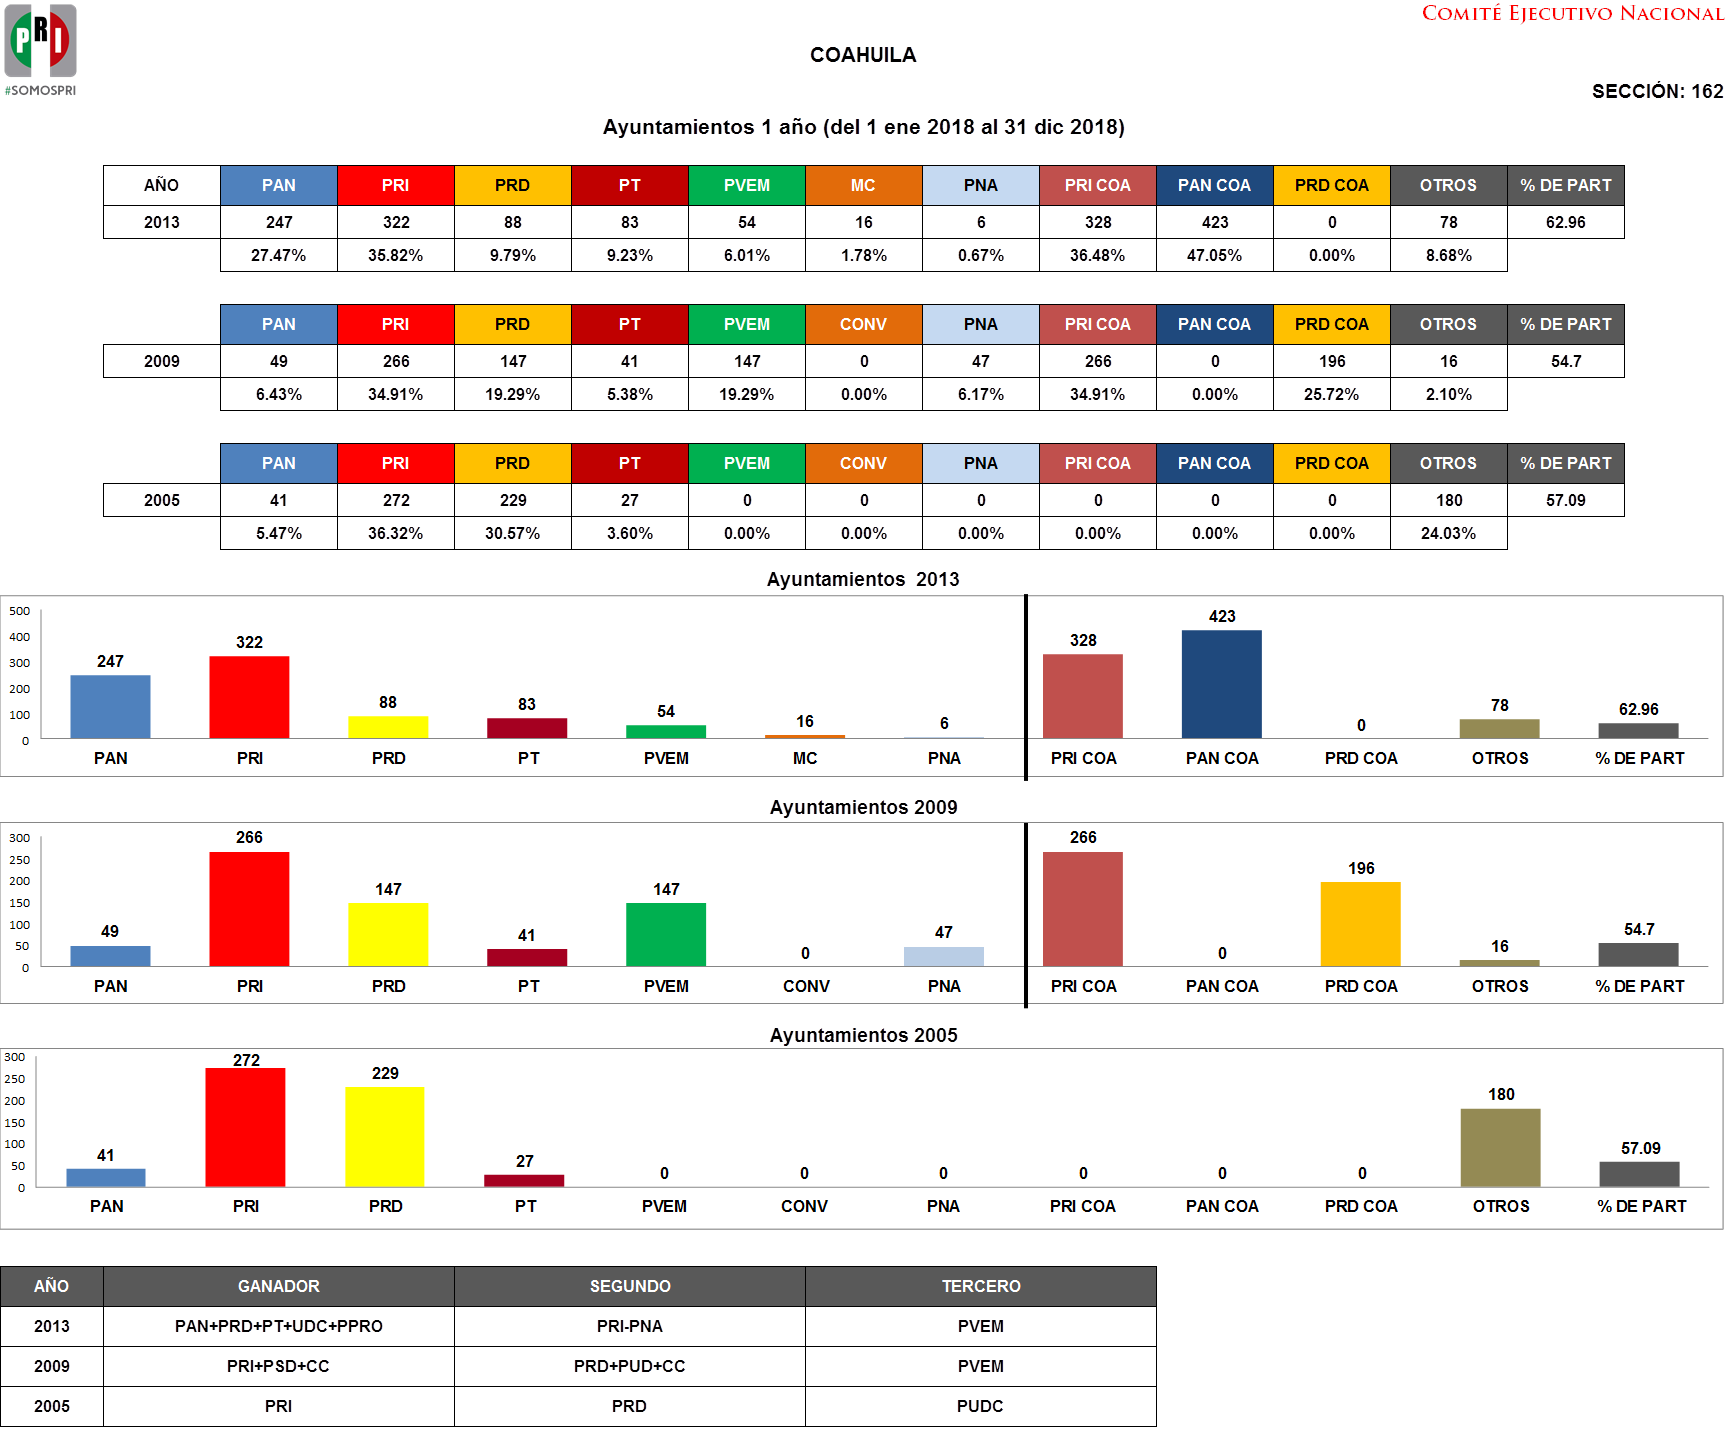 COMITÉ EJECUTIVO NACIONAL
PRI
#SOMOSPRI
COAHUILA
SECCIÓN: 162
Ayuntamientos 1 año (del 1 ene 2018 al 31 dic 2018)
AÑO PAN PRI PRD PT PVEM MC PNA PRI COA PAN COA PRD COA OTROS % DE PART
2013 247 322 88 83 54 16 6 328 423 0 78 62.96
27.47% 35.82% 9.79% 9.23% 6.01% 1.78% 0.67% 36.48% 47.05% 0.00% 8.68%
PAN PRI PRD PT PVEM CONV PNA PRI COA PAN COA PRD COA OTROS % DE PART
2009 49 266 147 41 147 0 47 266 0 196 16 54.7
6.43% 34.91% 19.29% 5.38% 19.29% 0.00% 6.17% 34.91% 0.00% 25.72% 2.10%
PAN PRI PRD PT PVEM CONV PNA PRI COA PAN COA PRD COA OTROS % DE PART
2005 41 272 229 27 0 0 0 0 0 0 180 57.09
5.47% 36.32% 30.57% 3.60% 0.00% 0.00% 0.00% 0.00% 0.00% 0.00% 24.03%
Ayuntamientos 2013
500
400
300
200
100
0
247 322 88 83 54 16 6 328 423 0 78 62.96
PAN PRI PRD PT PVEM MC PNA PRI COA PAN COA PRD COA OTROS % DE PART
Ayuntamientos 2009
300
250
200
150
100
50
0
49 266 147 41 147 0 47 266 0 196 16 54.7
PAN PRI PRD PT PVEM CONV PNA PRI COA PAN COA PRD COA OTROS % DE PART
Ayuntamientos 2005
300
250
200
150
100
50
0
41 272 229 27 0 0 0 0 0 0 180 57.09
PAN PRI PRD PT PVEM CONV PNA PRI COA PAN COA PRD COA OTROS % DE PART
AÑO GANADOR SEGUNDO TERCERO
2013 PAN+PRD+PT+UDC+PPRO PRI-PNA PVEM
2009 PRI+PSD+CC PRD+PUD+CC PVEM
2005 PRI PRD PUDC